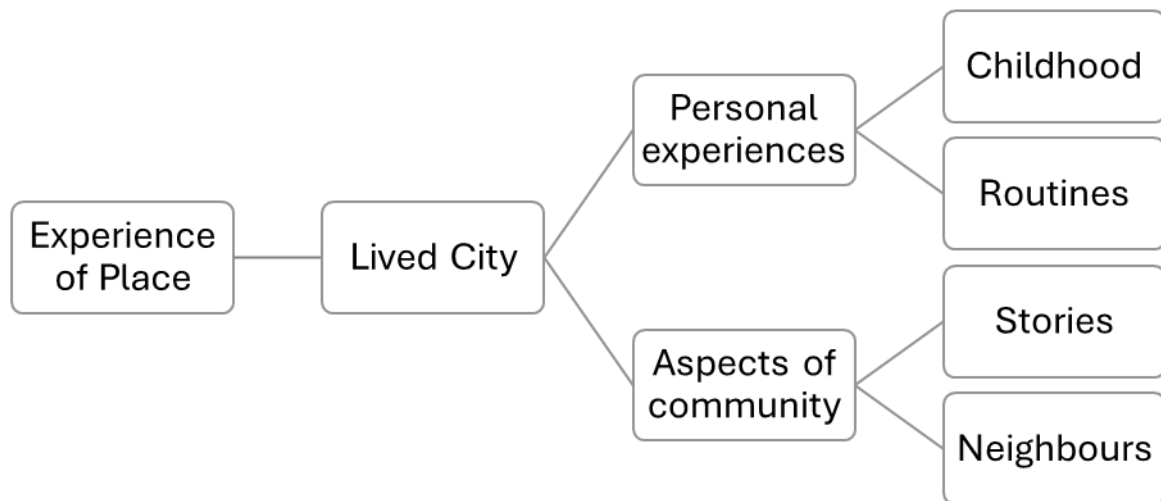 Experience
of Place
Lived City
Personal
experiences
Aspects of
community
Childhood
Routines
Stories
Neighbours